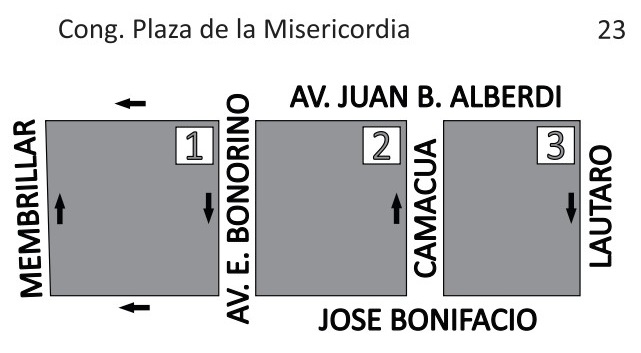 Cong. Plaza de la Misericordia 23
AV. JUAN B. ALBERDI
MEMBRILLAR
1
AV. E. BONORINO
2
CAMACUA
3
LAUTARO
JOSE BONIFACIO